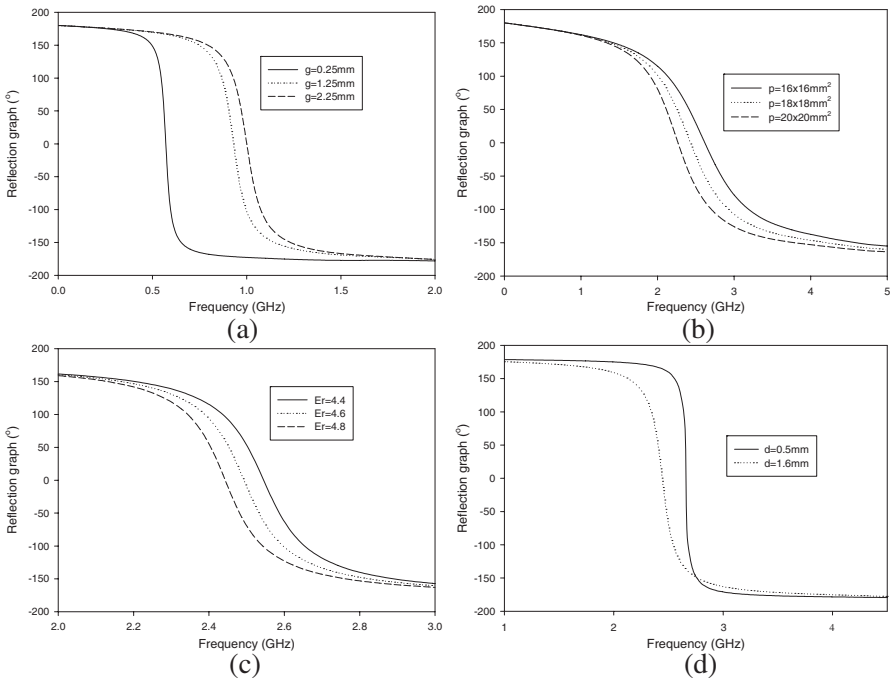 200
150
100
50
0
-50
-100
-150
-200
Reflection graph (°)
g=0.25mm
g=1.25mm
g=2.25mm
0.0 0.5 1.0 1.5 2.0
Frequency (GHz)
(a)
200
150
100
50
0
-50
-100
-150
-200
Reflection graph (°)
p=16x16mm²
p=18x18mm²
p=20x20mm²
0 1 2 3 4 5
Frequency (GHz)
(b)
200
150
100
50
0
-50
-100
-150
-200
Reflection graph (°)
Er=4.4
Er=4.6
Er=4.8
2.0 2.2 2.4 2.6 2.8 3.0
Frequency (GHz)
(c)
200
150
100
50
0
-50
-100
-150
-200
Reflection graph (°)
d=0.5mm
d=1.6mm
1 2 3 4
Frequency (GHz)
(d)